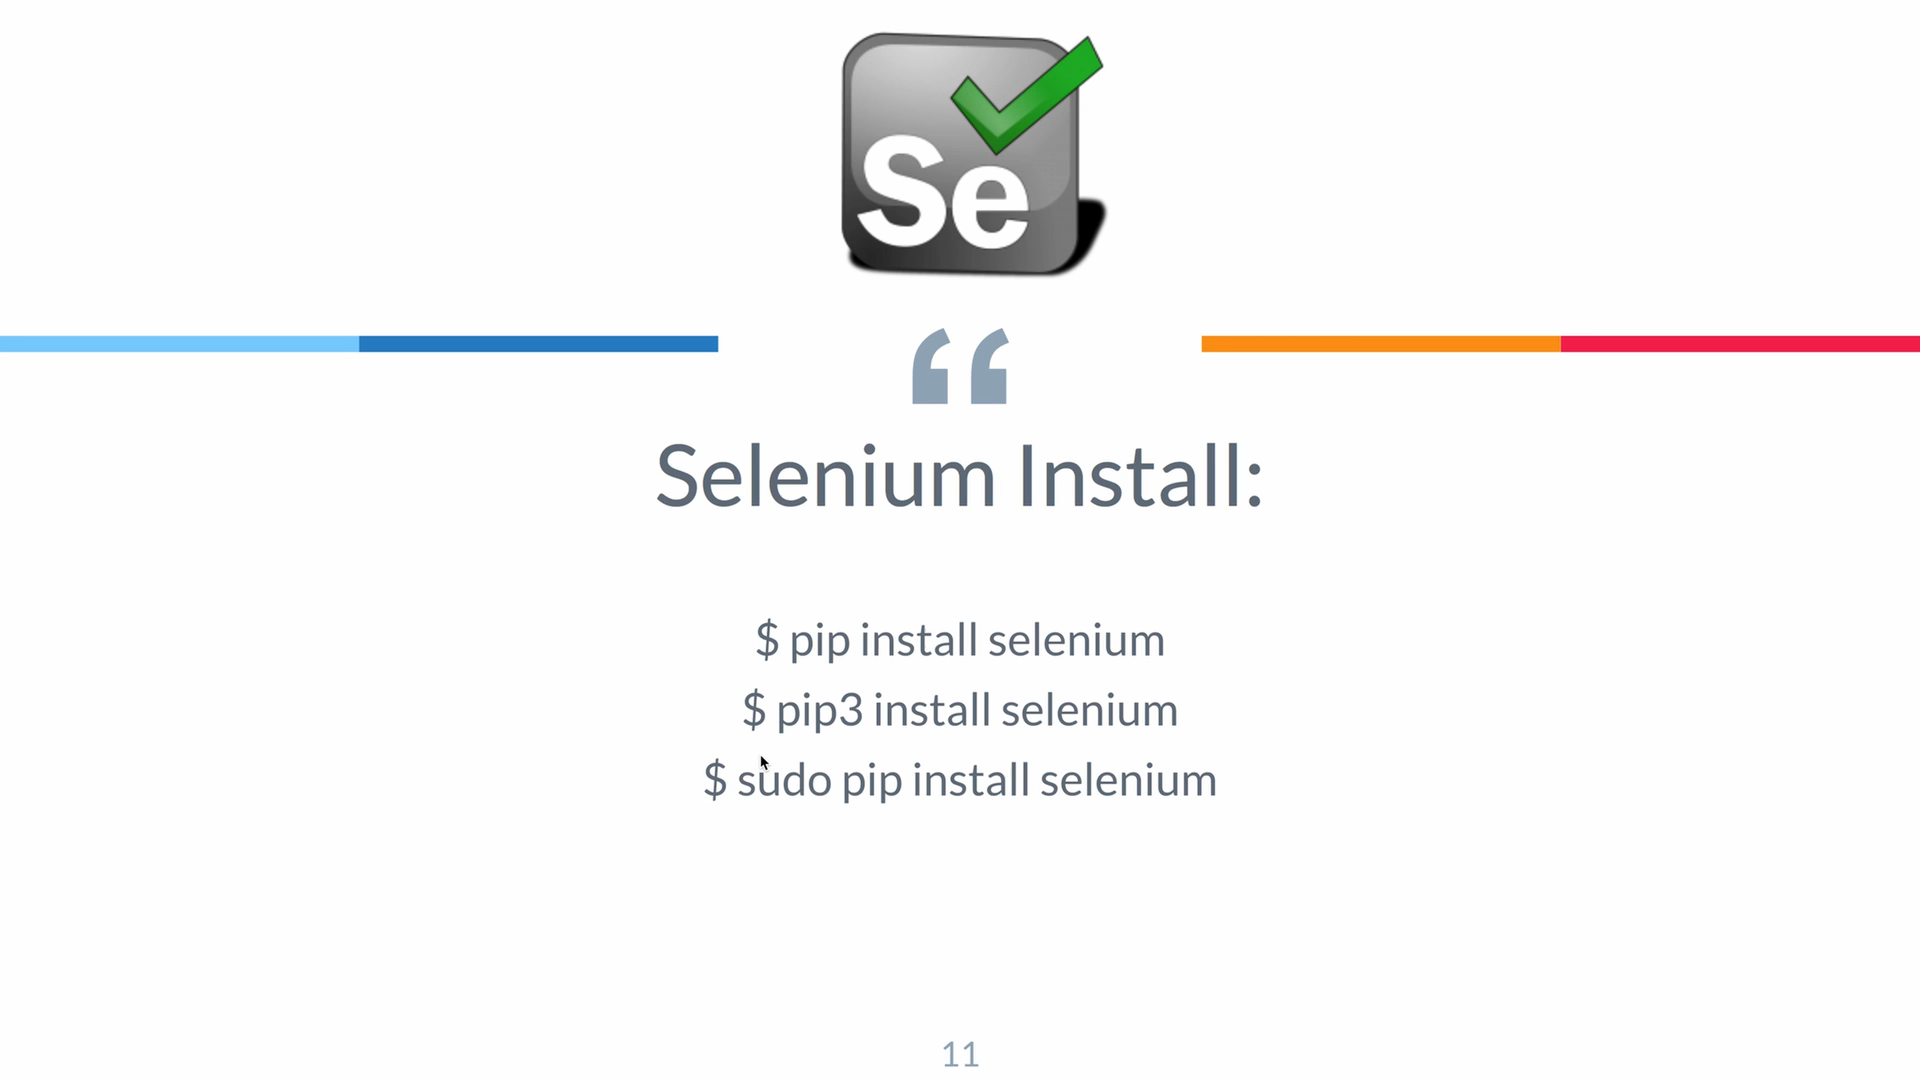 Se
“
Selenium Install:
$ pip install selenium
$ pip3 install selenium
$ sudo pip install selenium
11